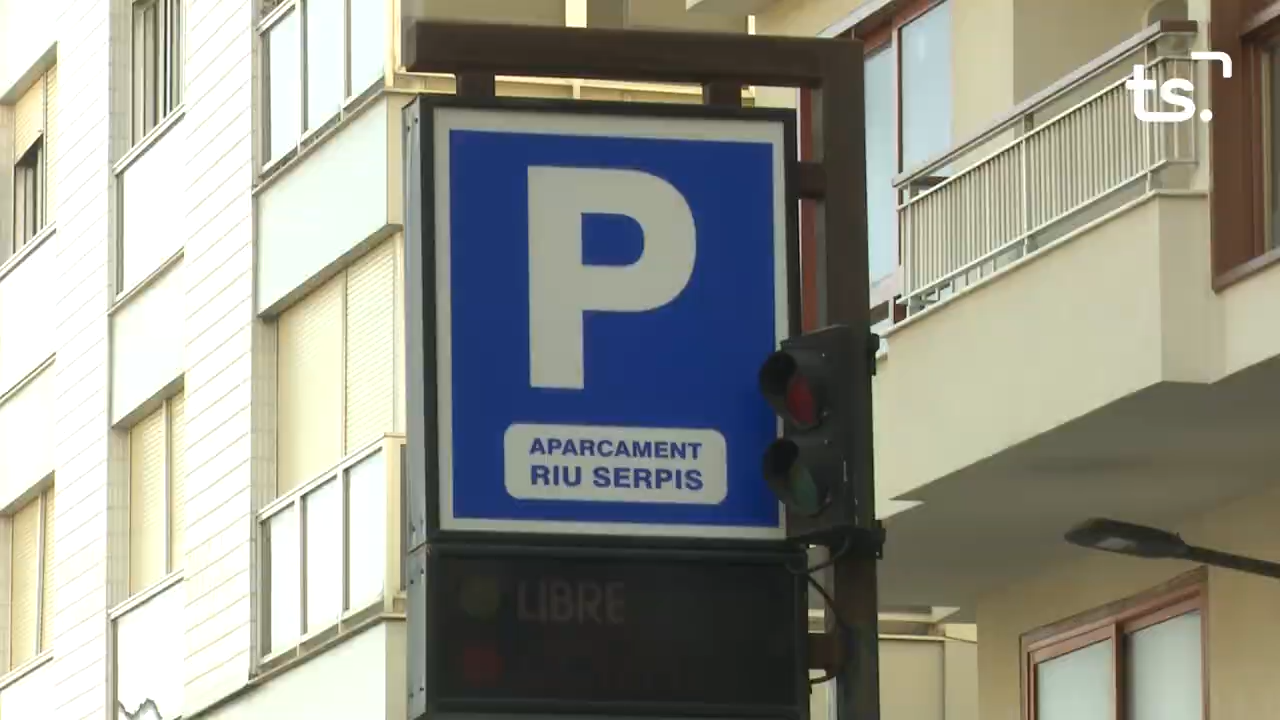 ts.
P
APARCAMENT
RIU SERPIS
LIBRE